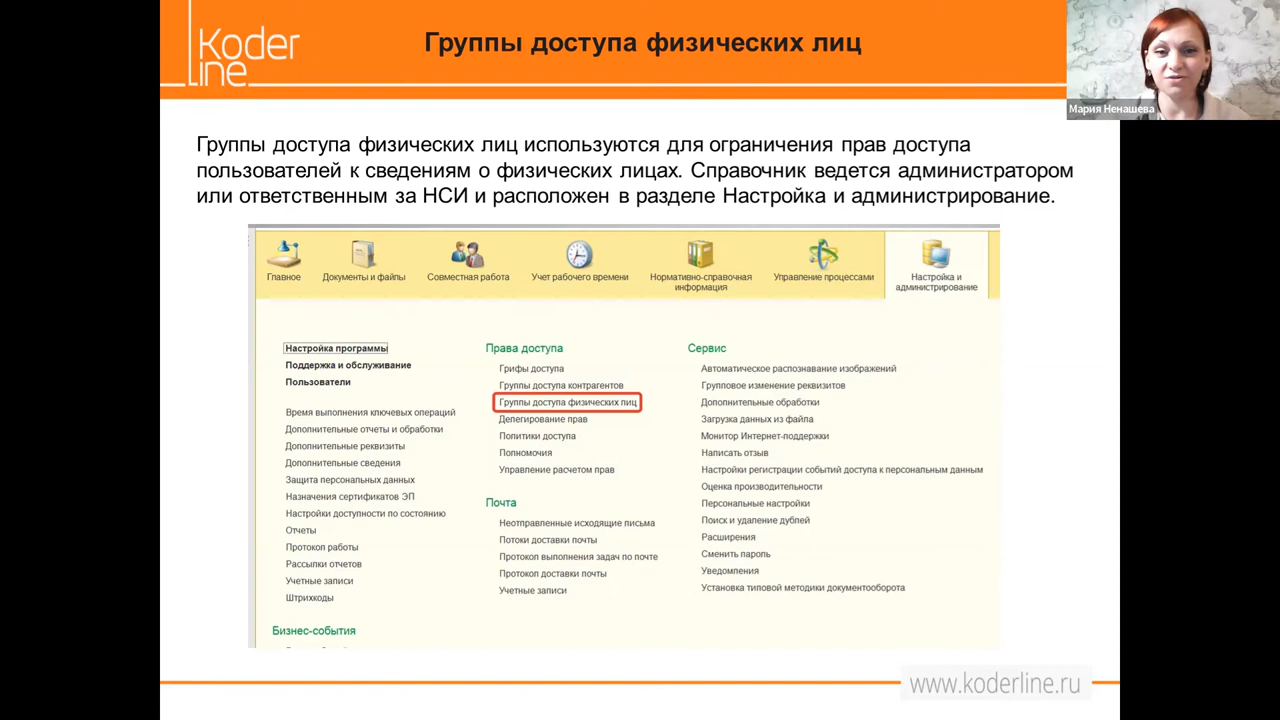 Koder
line
Группы доступа физических лиц
Мария Ненашева
Группы доступа физических лиц используются для ограничения прав доступа
пользователей к сведениям о физических лицах. Справочник ведется администратором
или ответственным за НСИ и расположен в разделе Настройка и администрирование.
Главное
Документы и файлы
Совместная работа
Учет рабочего времени
Нормативно-справочная
информация
Управление процессами
Настройка и
администрирование
Настройка программы
Поддержка и обслуживание
Пользователи
Время выполнения ключевых операций
Дополнительные отчеты и обработки
Дополнительные реквизиты
Дополнительные сведения
Защита персональных данных
Назначения сертификатов ЭП
Настройки доступности по состоянию
Отчеты
Протокол работы
Рассылки отчетов
Учетные записи
Штрихкоды
Бизнес-события
Права доступа
Грифы доступа
Группы доступа контрагентов
Группы доступа физических лиц
Делегирование прав
Политики доступа
Полномочия
Управление расчетом прав
Почта
Неотправленные исходящие письма
Потоки доставки почты
Протокол выполнения задач по почте
Протокол доставки почты
Учетные записи
Сервис
Автоматическое распознавание изображений
Групповое изменение реквизитов
Дополнительные обработки
Загрузка данных из файла
Монитор Интернет-поддержки
Написать отзыв
Настройки регистрации событий доступа к персональным данным
Оценка производительности
Персональные настройки
Поиск и удаление дублей
Расширения
Сменить пароль
Уведомления
Установка типовой методики документооборота
www.koderline.ru